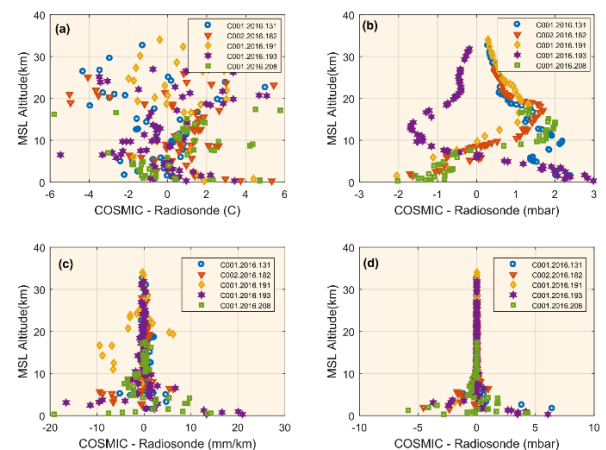 (a)
C001.2016.131
C002.2016.182
C001.2016.191
C001.2016.193
C001.2016.208
MSL Altitude(km)
40
30
20
10
0
-6 -4 -2 0 2 4 6
COSMIC - Radiosonde (C)
(b)
C001.2016.131
C002.2016.182
C001.2016.191
C001.2016.193
C001.2016.208
MSL Altitude(km)
40
30
20
10
0
-3 -2 -1 0 1 2 3
COSMIC - Radiosonde (mbar)
(c)
C001.2016.131
C002.2016.182
C001.2016.191
C001.2016.193
C001.2016.208
MSL Altitude(km)
40
30
20
10
0
-20 -10 0 10 20 30
COSMIC - Radiosonde (mm/km)
(d)
C001.2016.131
C002.2016.182
C001.2016.191
C001.2016.193
C001.2016.208
MSL Altitude(km)
40
30
20
10
0
-10 -5 0 5 10
COSMIC - Radiosonde (mbar)